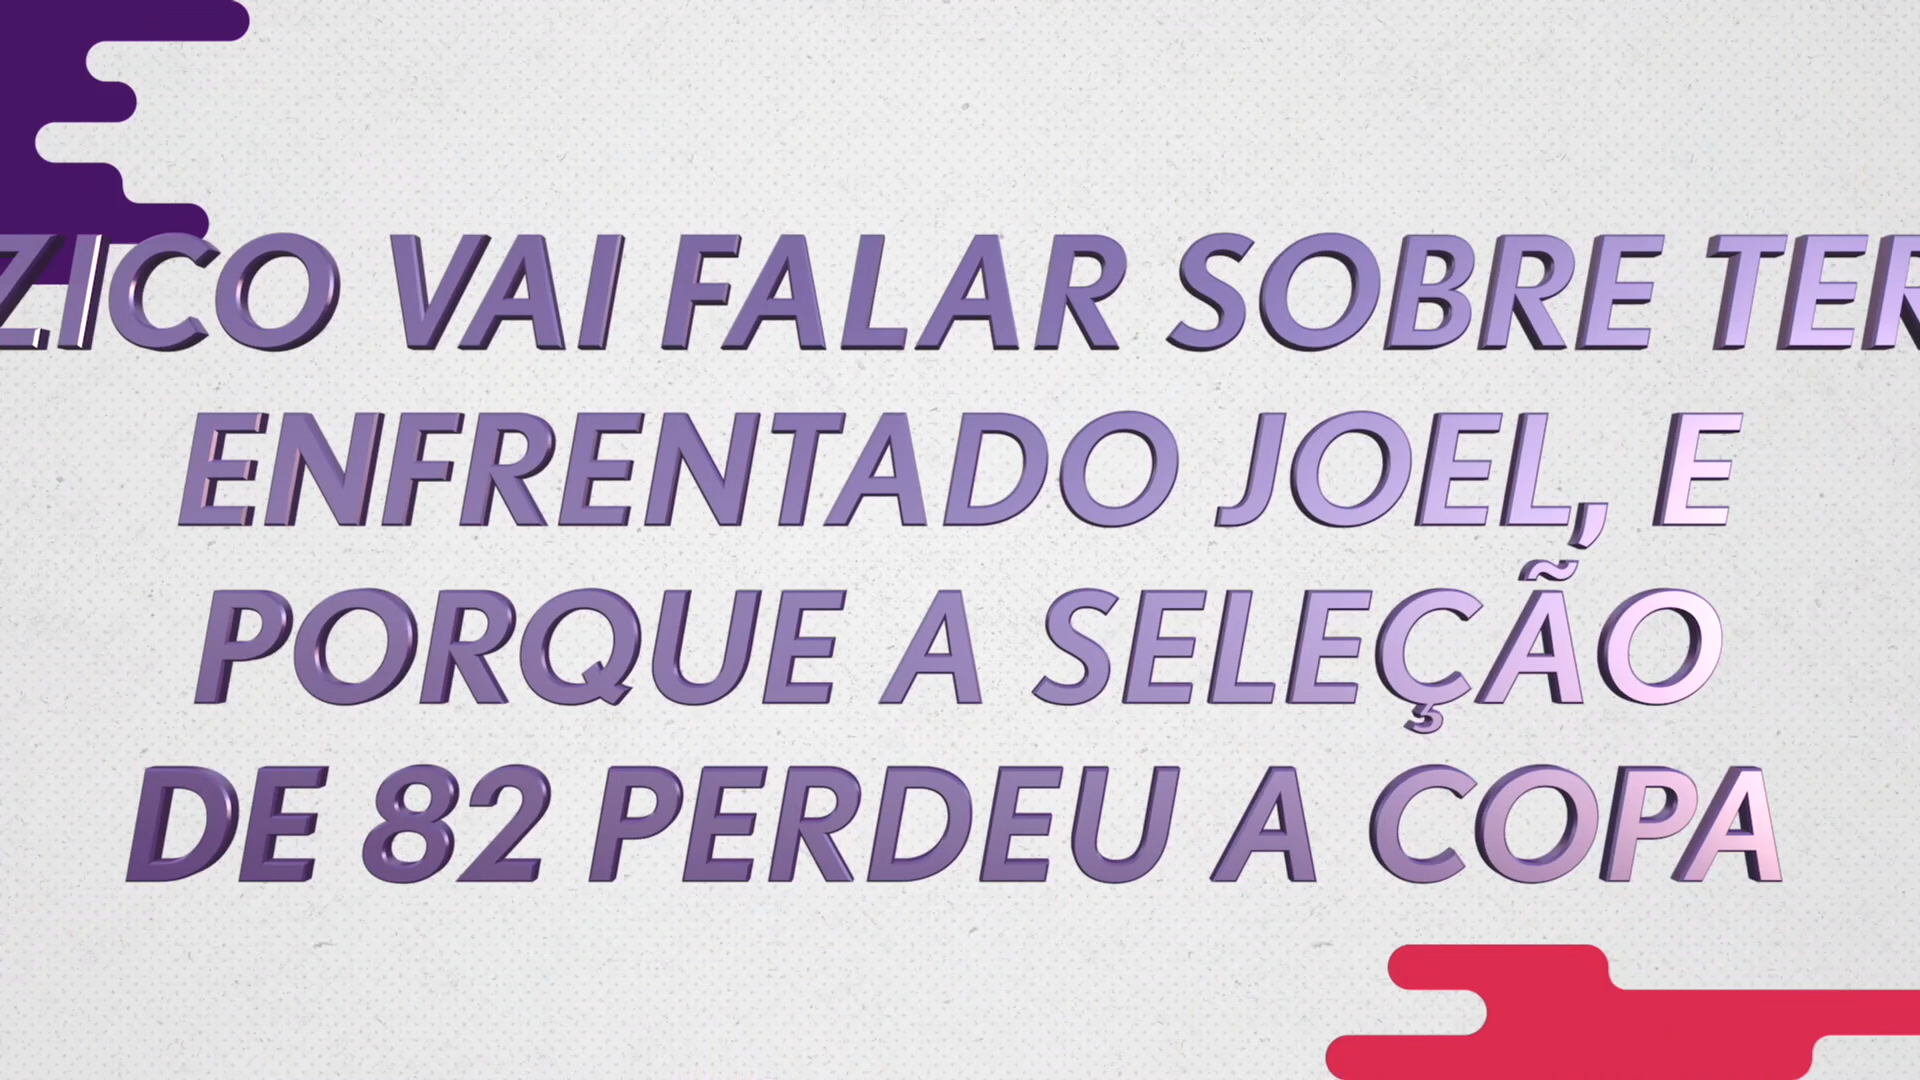 ZICO VAI FALAR SOBRE TER
ENFRENTADO JOEL, E
PORQUE A SELEÇÃO
DE 82 PERDEU A COPA